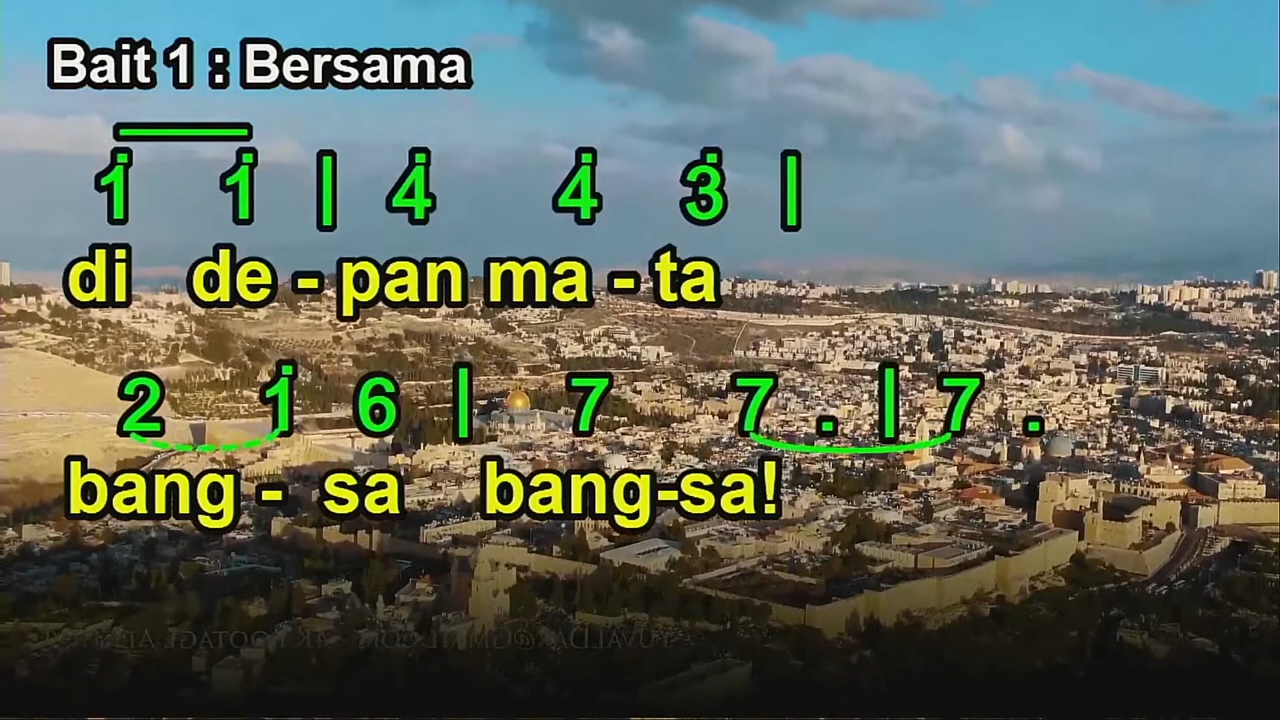 Bait 1 : Bersama
1̇ 1̇ | 4̇ 4̇ 3̇ |
di de - pan ma - ta
2 1̇ 6 | 7 7 . | 7 .
bang - sa bang-sa!